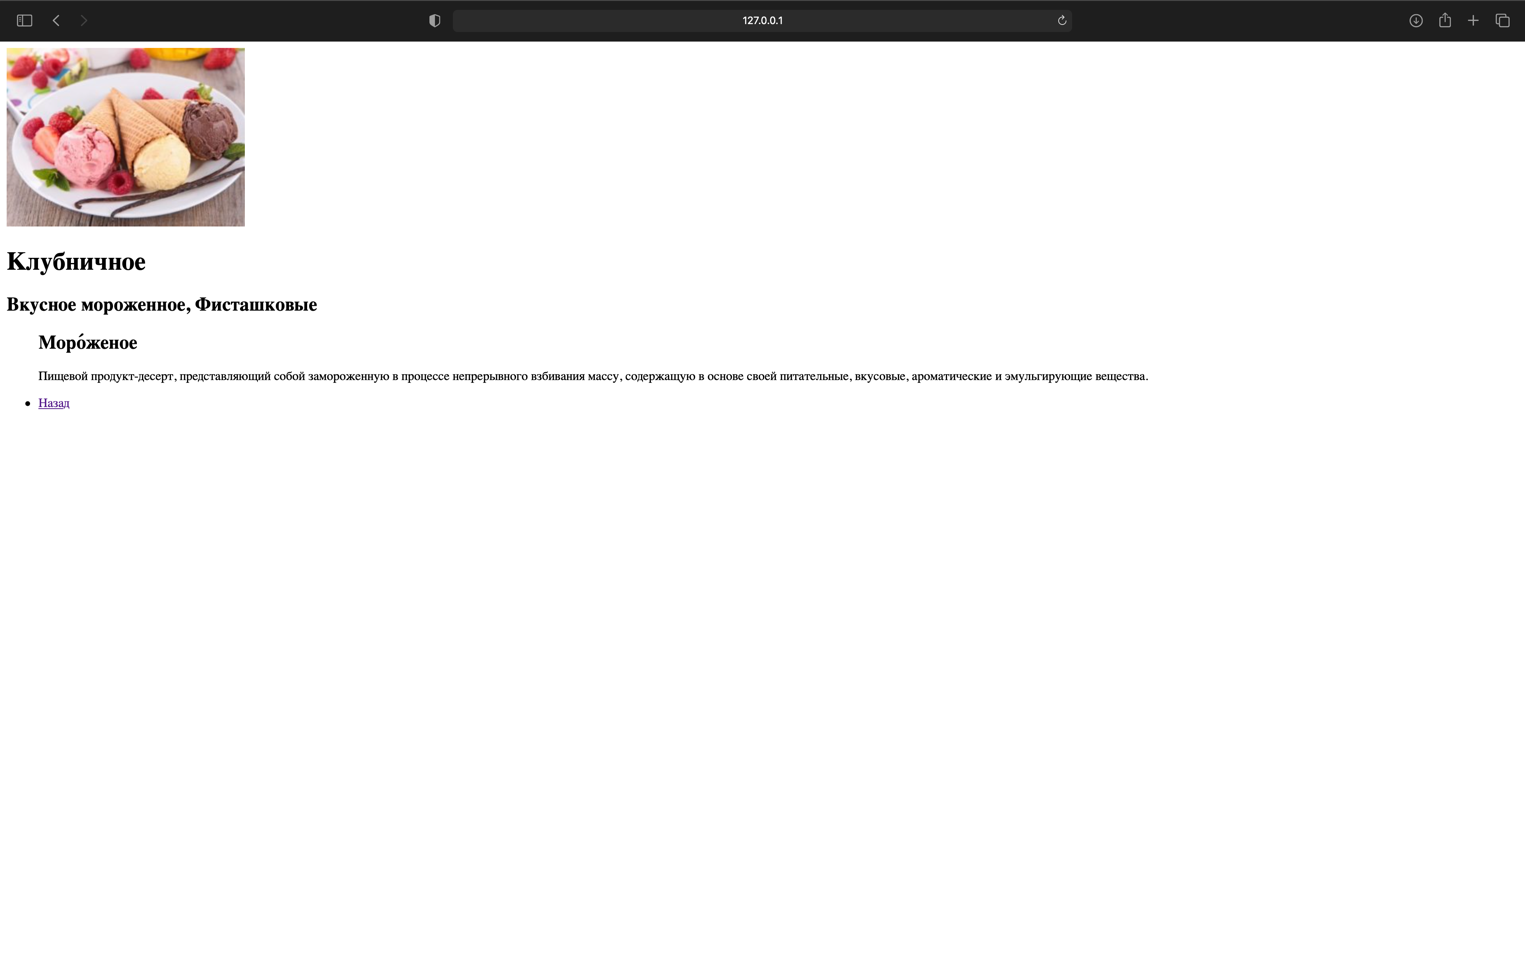 127.0.0.1
Клубничное
Вкусное мороженное, Фисташковые
Моро́женое
Пищевой продукт-десерт, представляющий собой замороженную в процессе непрерывного взбивания массу, содержащую в основе своей питательные, вкусовые, ароматические и эмульгирующие вещества.
Назад